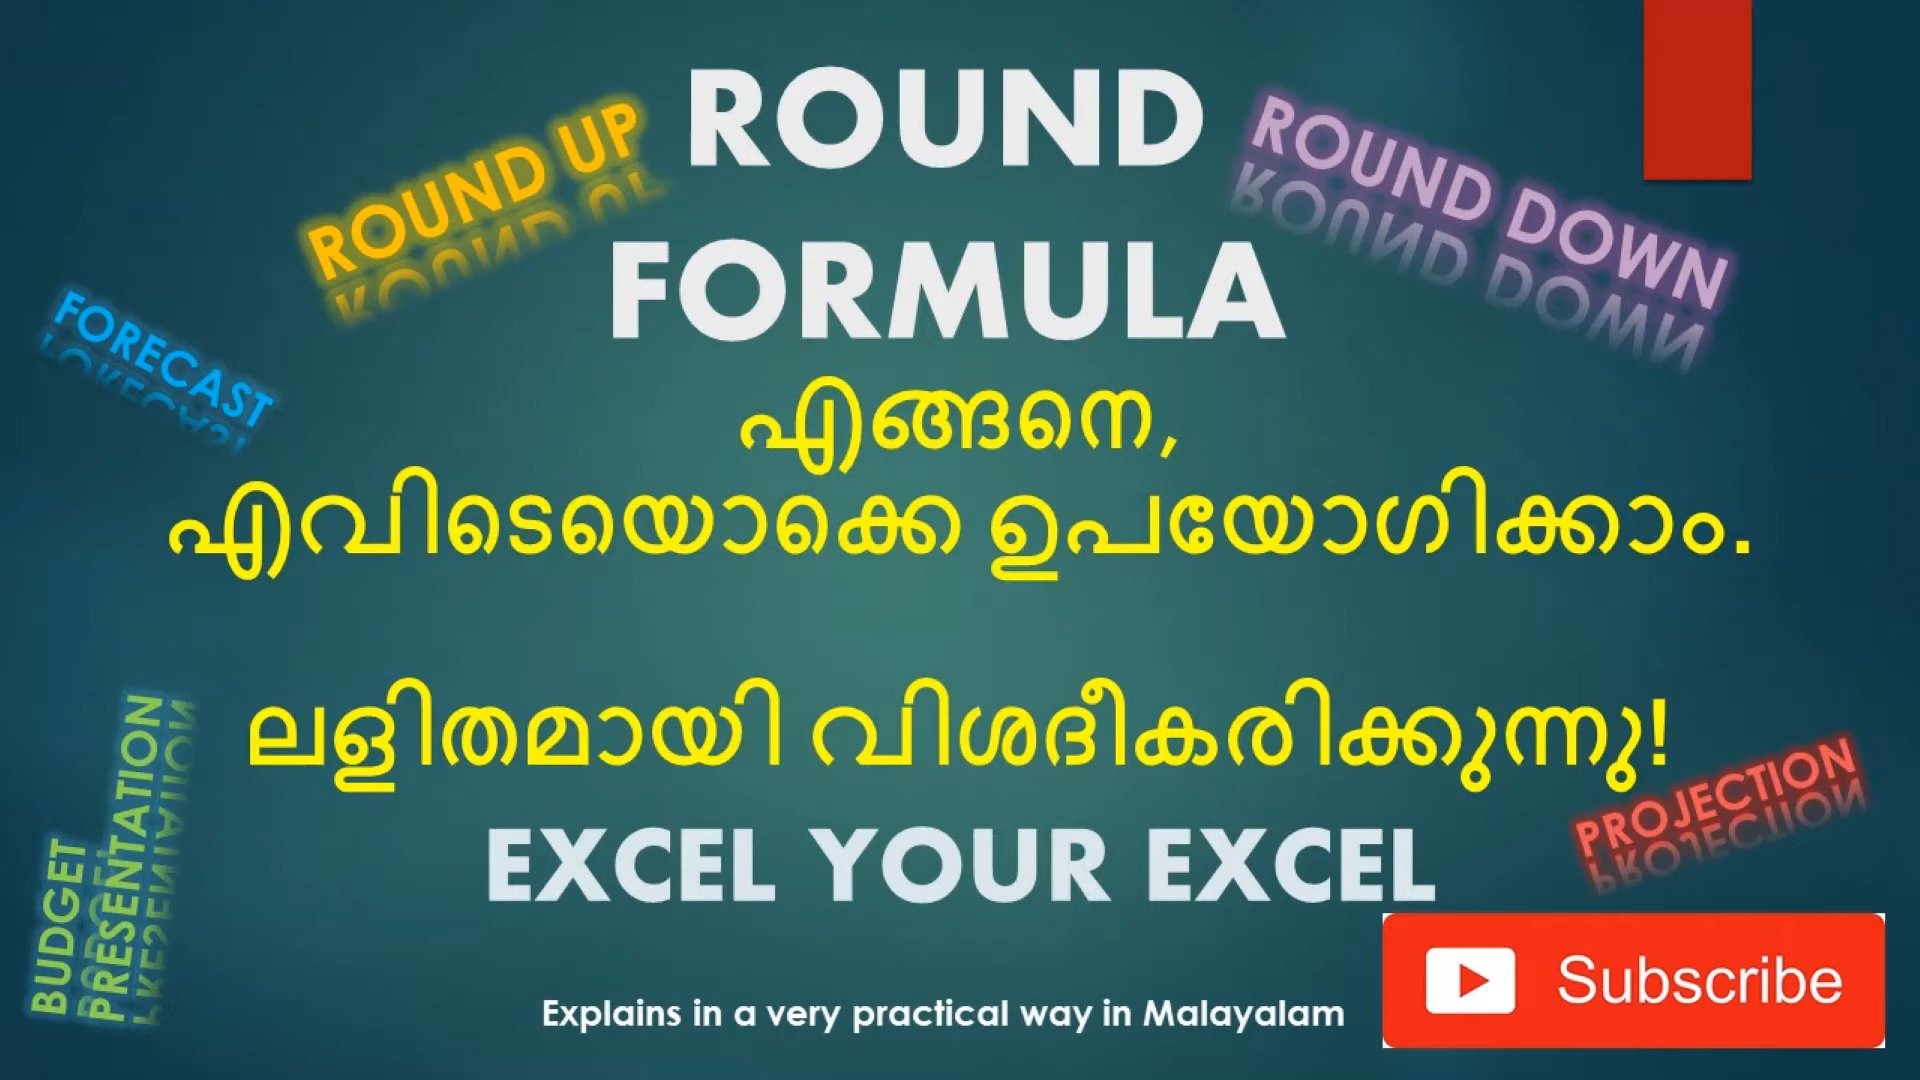 ROUND
FORMULA
ROUND UP
ROUND DOWN
FORECAST
എങ്ങനെ,
എവിടെയൊക്കെ ഉപയോഗിക്കാം.
ലളിതമായി വിശദീകരിക്കുന്നു!
BUDGET
PRESENTATION
PROJECTION
EXCEL YOUR EXCEL
Explains in a very practical way in Malayalam
Subscribe